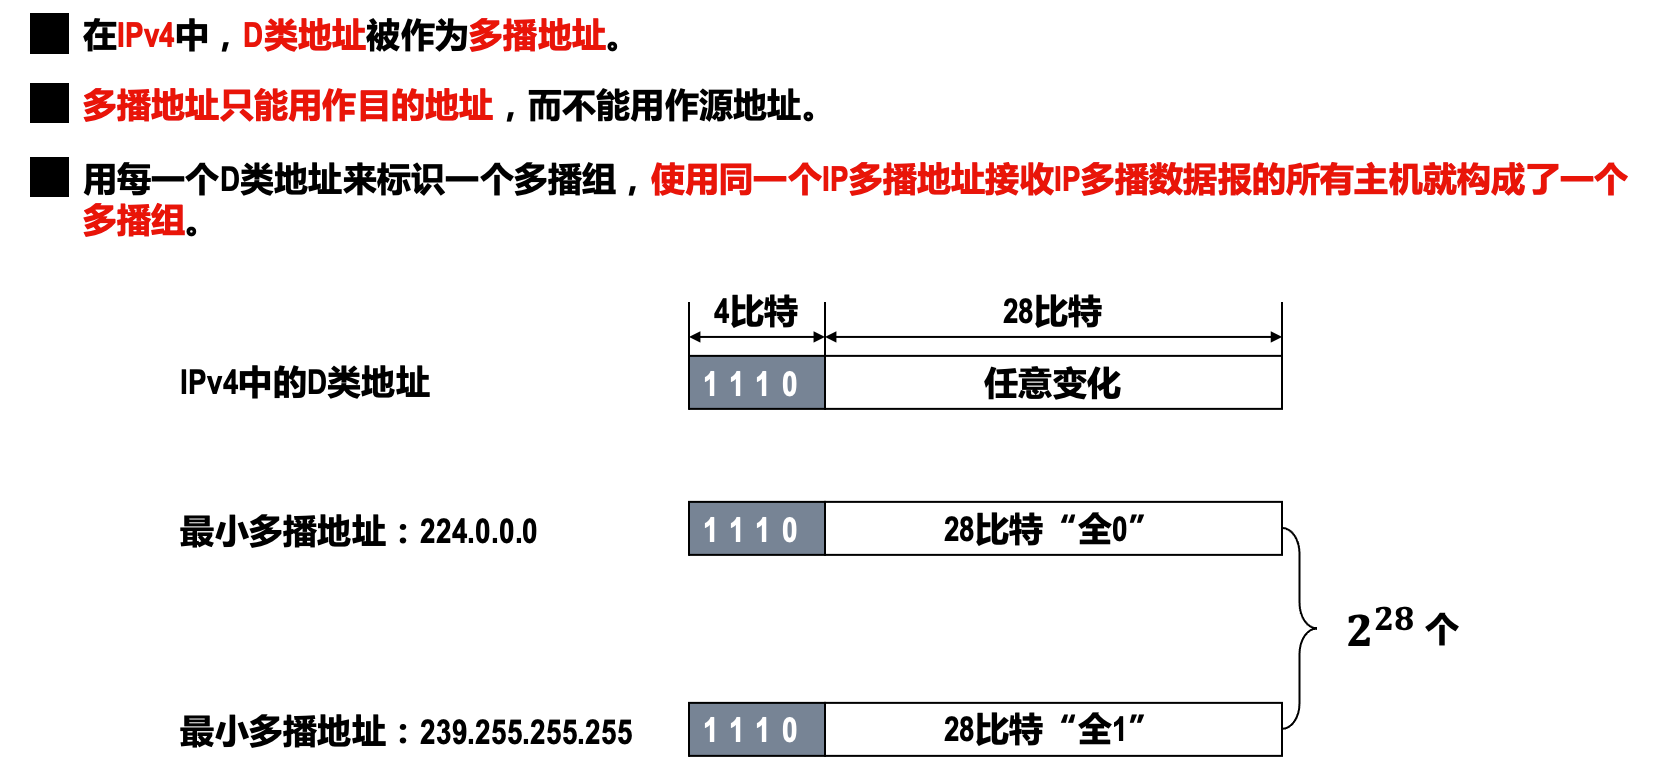 在IPv4中，D类地址被作为多播地址。
多播地址只能用作目的地址，而不能用作源地址。
用每一个D类地址来标识一个多播组，使用同一个IP多播地址接收IP多播数据报的所有主机就构成了一个
多播组。
4比特 28比特
IPv4中的D类地址 1 1 1 0 任意变化
最小多播地址：224.0.0.0 1 1 1 0 28比特“全0”
2^28 个
最小多播地址：239.255.255.255 1 1 1 0 28比特“全1”